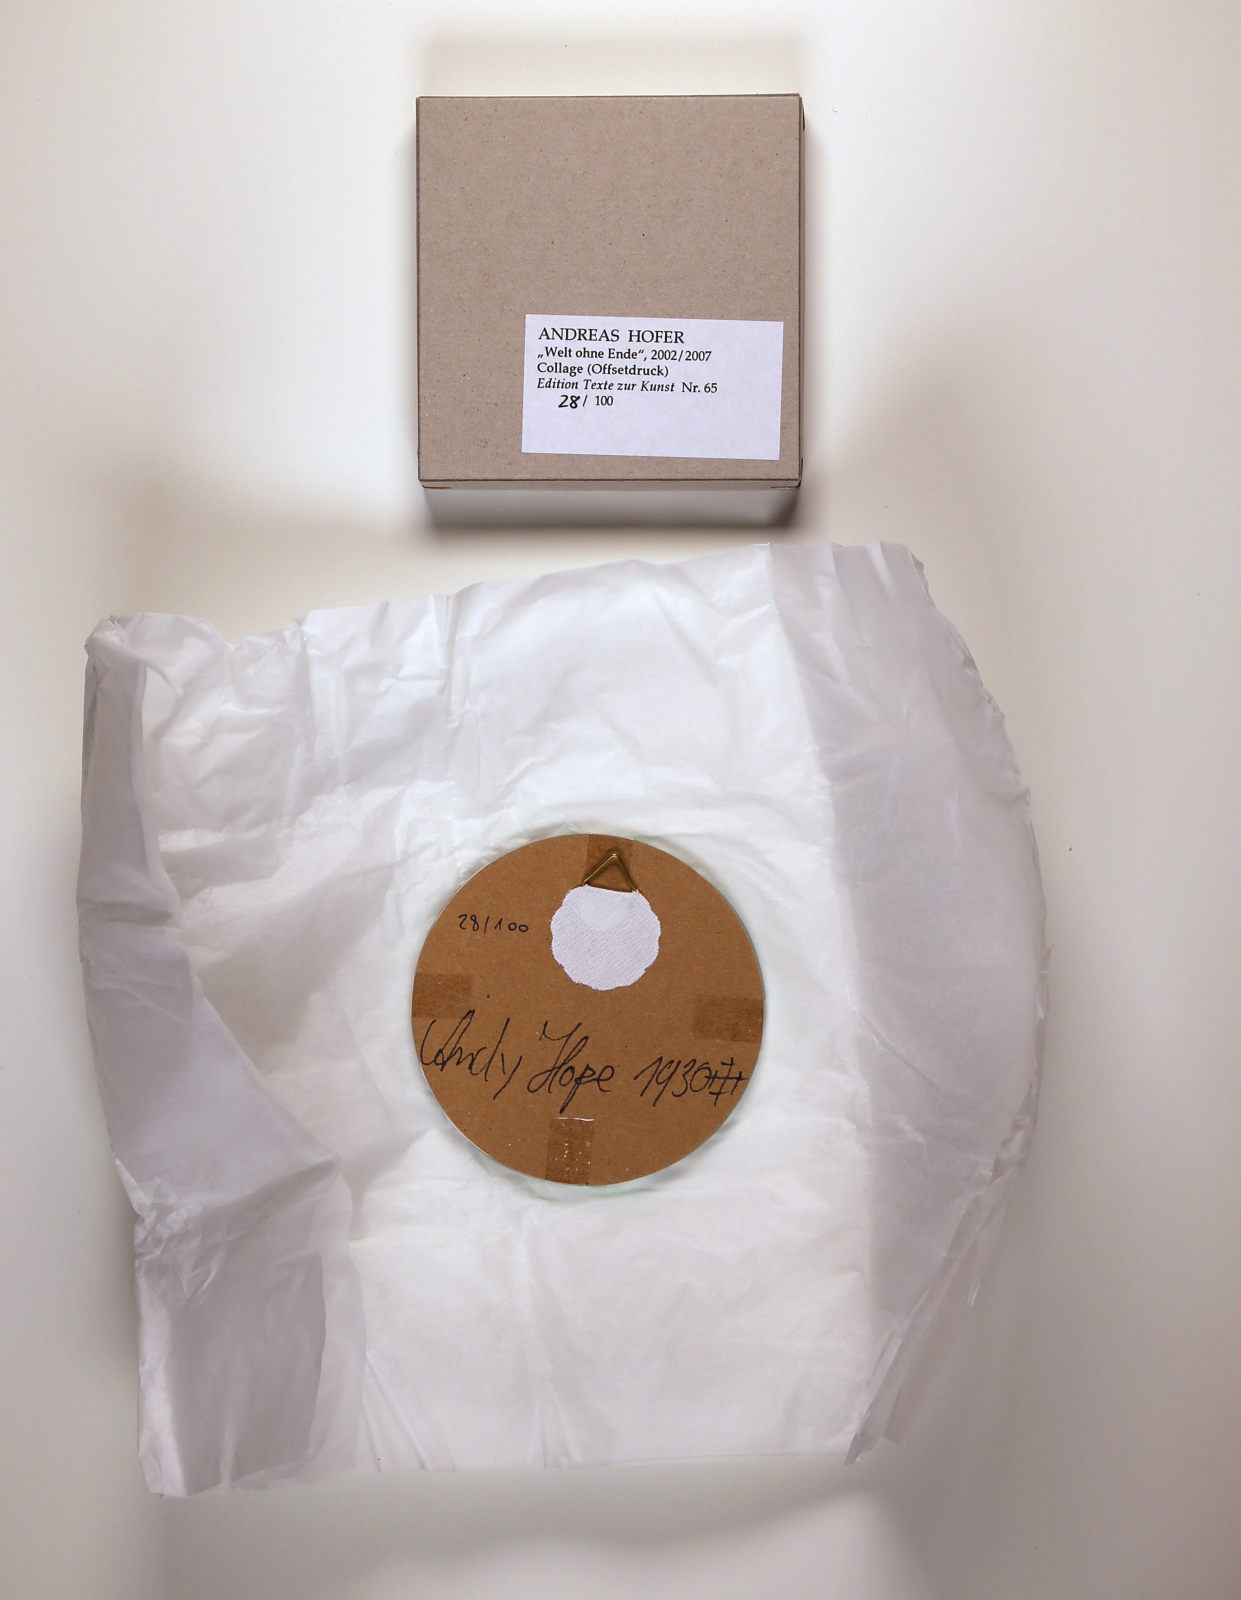 ANDREAS HOFER
„Welt ohne Ende“, 2002/2007
Collage (Offsetdruck)
Edition Texte zur Kunst Nr. 65
28/ 100
28/100
Andy Hope 1930